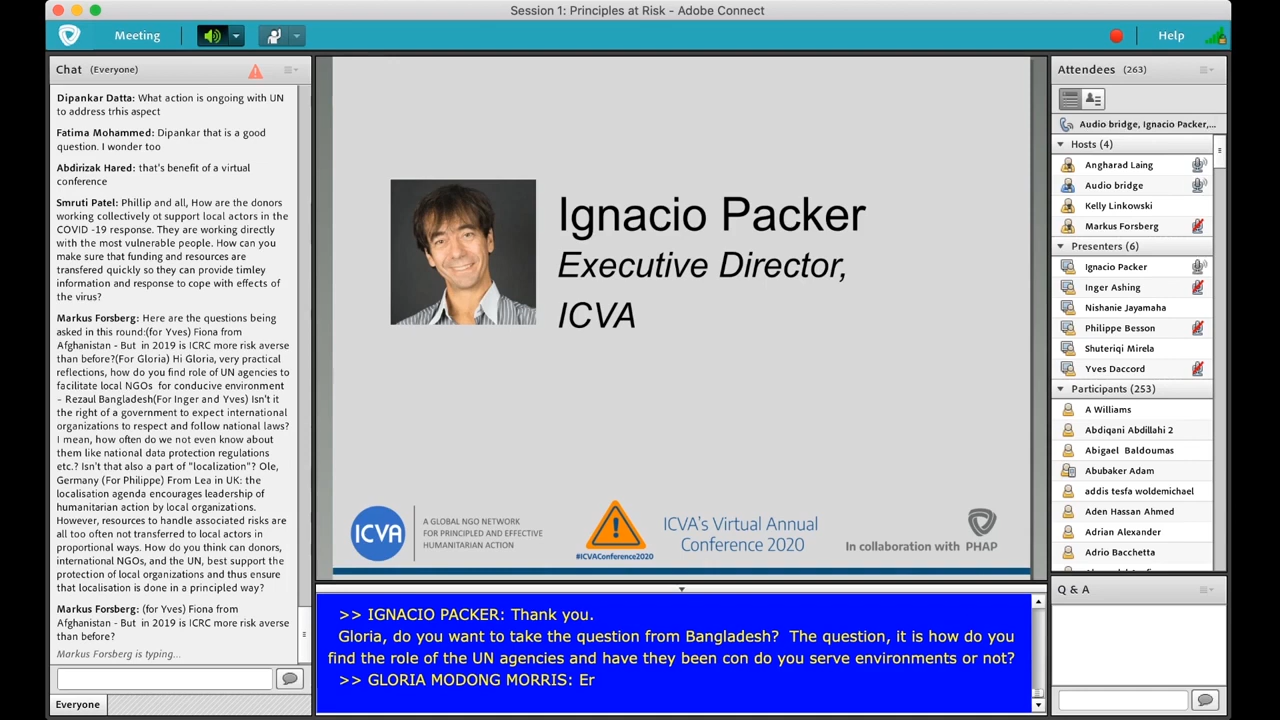 Session 1: Principles at Risk - Adobe Connect
Meeting
Help
Chat (Everyone)
Dipankar Datta: What action is ongoing with UN
to address trhis aspect
Fatima Mohammed: Dipankar that is a good
question. I wonder too
Abdirizak Hared: that's benefit of a virtual
conference
Smruti Patel: Phillip and all, How are the donors
working collectively ot support local actors in the
COVID -19 response. They are working directly
with the most vulnerable people. How can you
make sure that funding and resources are
transfered quickly so they can provide timley
information and response to cope with effects of
the virus?
Markus Forsberg: Here are the questions being
asked in this round:(for Yves) Fiona from
Afghanistan - But in 2019 is ICRC more risk averse
than before?(For Gloria) Hi Gloria, very practical
reflections, how do you find role of UN agencies to
facilitate local NGOs for conducive environment
- Rezaul Bangladesh(For Inger and Yves) Isn't it
the right of a government to expect international
organizations to respect and follow national laws?
I mean, how often do we not even know about
them like national data protection regulations
etc.? Isn't that also a part of "localization"? Ole,
Germany (For Philippe) From Lea in UK: the
localisation agenda encourages leadership of
humanitarian action by local organizations.
However, resources to handle associated risks are
all too often not transferred to local actors in
proportional ways. How do you think can donors,
international NGOs, and the UN, best support the
protection of local organizations and thus ensure
that localisation is done in a principled way?
Markus Forsberg: (for Yves) Fiona from
Afghanistan - But in 2019 is ICRC more risk averse
than before?
Markus Forsberg is typing...
Everyone
Ignacio Packer
Executive Director,
ICVA
ICVA
A GLOBAL NGO NETWORK
FOR PRINCIPLED AND EFFECTIVE
HUMANITARIAN ACTION
#ICVAConference2020
ICVA's Virtual Annual
Conference 2020
In collaboration with PHAP
>> IGNACIO PACKER: Thank you.
Gloria, do you want to take the question from Bangladesh? The question, it is how do you
find the role of the UN agencies and have they been con do you serve environments or not?
>> GLORIA MODONG MORRIS: Er
Attendees (263)
Audio bridge, Ignacio Packer,...
Hosts (4)
Angharad Laing
Audio bridge
Kelly Linkowski
Markus Forsberg
Presenters (6)
Ignacio Packer
Inger Ashing
Nishanie Jayamaha
Philippe Besson
Shuteriqi Mirela
Yves Daccord
Participants (253)
A Williams
Abdiqani Abdillahi 2
Abigael Baldoumas
Abubaker Adam
addis tesfa woldemichael
Aden Hassan Ahmed
Adrian Alexander
Adrio Bacchetta
Q & A